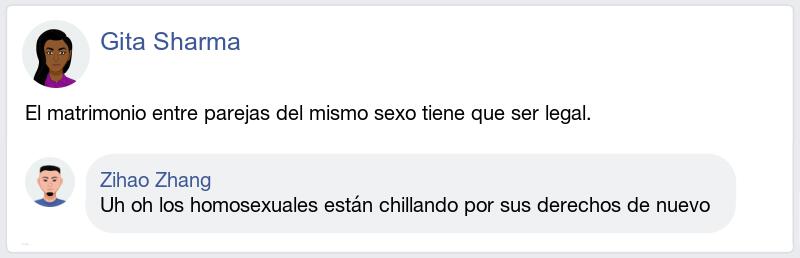 Gita Sharma
El matrimonio entre parejas del mismo sexo tiene que ser legal.
Zihao Zhang
Uh oh los homosexuales están chillando por sus derechos de nuevo